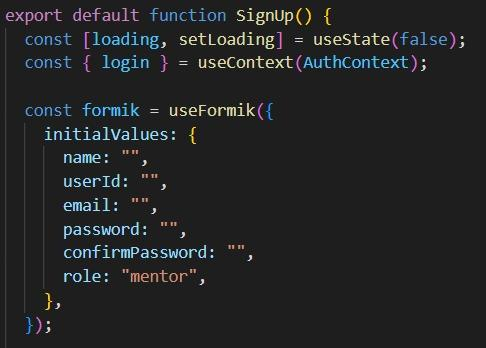 export default function SignUp() {
  const [loading, setLoading] = useState(false);
  const { login } = useContext(AuthContext);

  const formik = useFormik({
    initialValues: {
      name: "",
      userId: "",
      email: "",
      password: "",
      confirmPassword: "",
      role: "mentor",
    },
  });